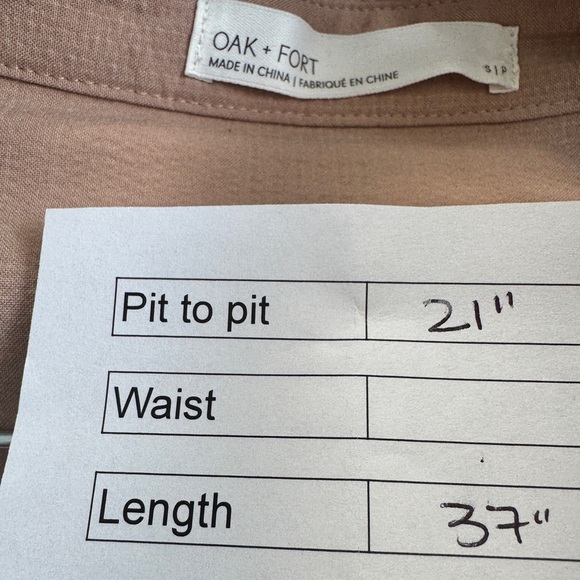 OAK + FORT
MADE IN CHINA | FABRIQUÉ EN CHINE
S|P
Pit to pit 21"
Waist
Length 37"